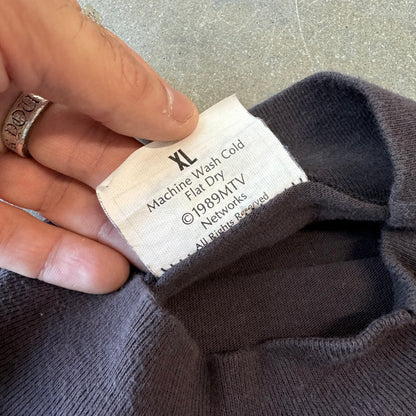 XL
Machine Wash Cold
Flat Dry
©1989MTV
Networks
All Rights Reserved